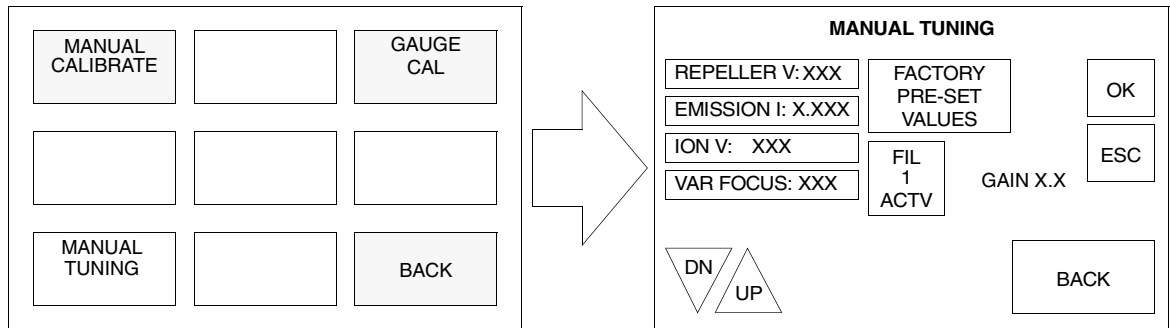 MANUAL
CALIBRATE
GAUGE
CAL
MANUAL
TUNING
BACK
MANUAL TUNING
REPELLER V: XXX
EMISSION I: X.XXX
ION V: XXX
VAR FOCUS: XXX
FACTORY
PRE-SET
VALUES
FIL
1
ACTV
GAIN X.X
OK
ESC
DN
UP
BACK